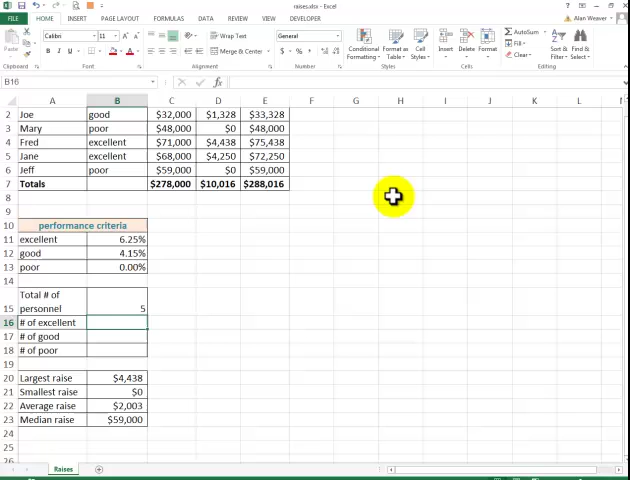 raises.xlsx - Excel
FILE HOME INSERT PAGE LAYOUT FORMULAS DATA REVIEW VIEW DEVELOPER Alan Weaver
Calibri 11 Wrap Text General AutoSum
Paste B I U Merge & Center $ % Conditional Formatting Format as Table Cell Styles Insert Delete Format Fill Clear Sort & Filter Find & Select
Clipboard Font Alignment Number Styles Cells Editing
B16 fx
A B C D E F G H I J K L
2 Joe good $32,000 $1,328 $33,328
3 Mary poor $48,000 $0 $48,000
4 Fred excellent $71,000 $4,438 $75,438
5 Jane excellent $68,000 $4,250 $72,250
6 Jeff poor $59,000 $0 $59,000
7 Totals $278,000 $10,016 $288,016
8
9
10 performance criteria
11 excellent 6.25%
12 good 4.15%
13 poor 0.00%
14
Total # of
15 personnel 5
16 # of excellent
17 # of good
18 # of poor
19
20 Largest raise $4,438
21 Smallest raise $0
22 Average raise $2,003
23 Median raise $59,000
24
25
26
Raises